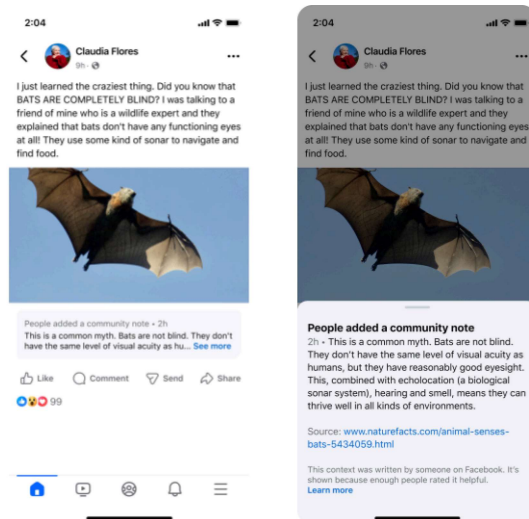 2:04
Claudia Flores
9h ·
I just learned the craziest thing. Did you know that
BATS ARE COMPLETELY BLIND? I was talking to a
friend of mine who is a wildlife expert and they
explained that bats don't have any functioning eyes
at all! They use some kind of sonar to navigate and
find food.
People added a community note • 2h
This is a common myth. Bats are not blind. They don't
have the same level of visual acuity as hu... See more
Like Comment Send Share
99
2:04
Claudia Flores
9h ·
I just learned the craziest thing. Did you know that
BATS ARE COMPLETELY BLIND? I was talking to a
friend of mine who is a wildlife expert and they
explained that bats don't have any functioning eyes
at all! They use some kind of sonar to navigate and
find food.
People added a community note
2h • This is a common myth. Bats are not blind.
They don't have the same level of visual acuity as
humans, but they have reasonably good eyesight.
This, combined with echolocation (a biological
sonar system), hearing and smell, means they can
thrive well in all kinds of environments.
Source: www.naturefacts.com/animal-senses-
bats-5434059.html
This context was written by someone on Facebook. It's
shown because enough people rated it helpful.
Learn more